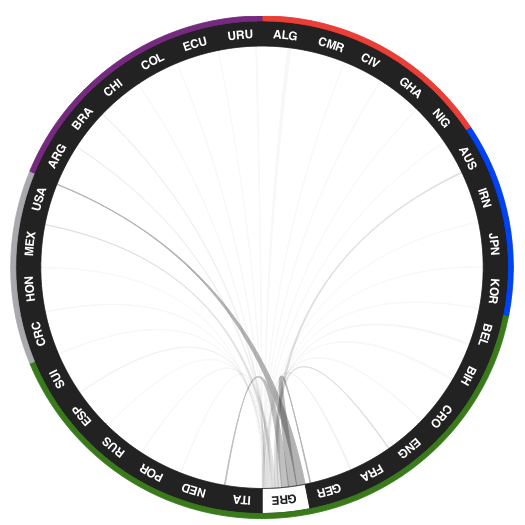 ALG
CMR
CIV
GHA
NIG
AUS
IRN
JPN
KOR
BEL
BIH
CRO
ENG
FRA
GER
GRE
ITA
NED
POR
RUS
ESP
SUI
CRC
HON
MEX
USA
ARG
BRA
CHI
COL
ECU
URU